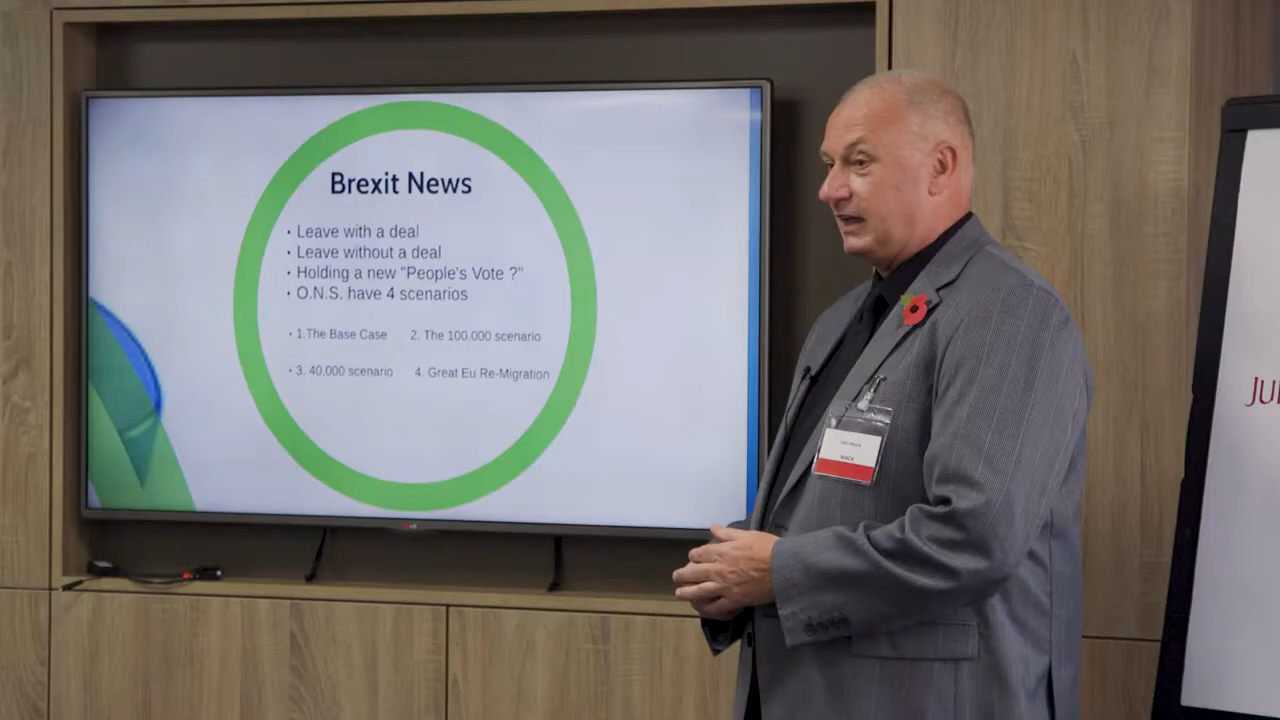 Brexit News
· Leave with a deal
· Leave without a deal
· Holding a new "People's Vote ?"
· O.N.S. have 4 scenarios
· 1.The Base Case 2. The 100.000 scenario
· 3. 40,000 scenario 4. Great Eu Re-Migration
LG